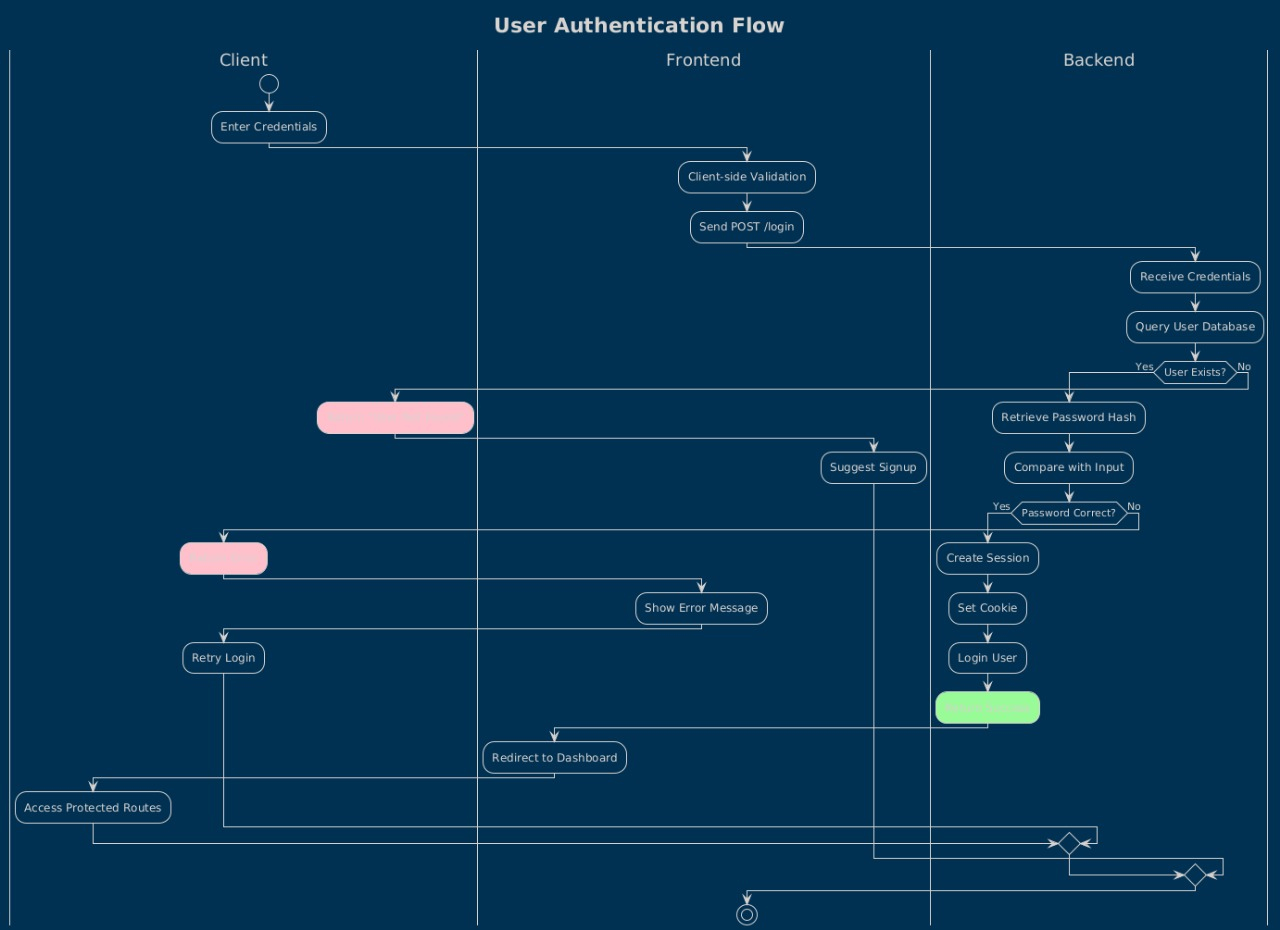 User Authentication Flow
Client
Frontend
Backend
Enter Credentials
Client-side Validation
Send POST /login
Receive Credentials
Query User Database
Yes
User Exists?
No
Retrieve Password Hash
Suggest Signup
Compare with Input
Yes
Password Correct?
No
Create Session
Show Error Message
Set Cookie
Retry Login
Login User
Redirect to Dashboard
Access Protected Routes